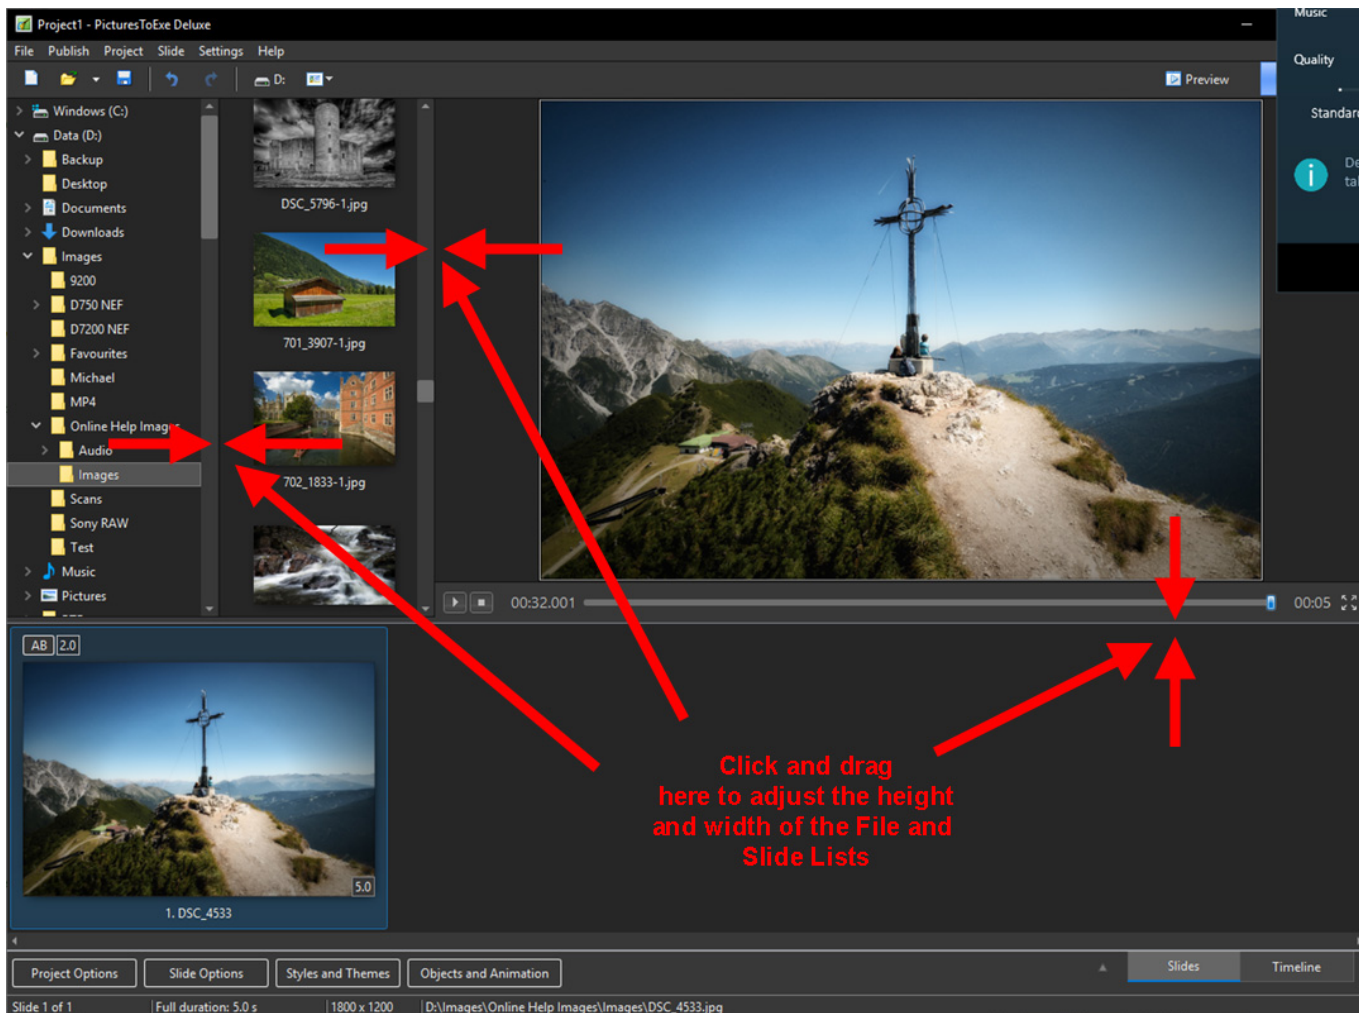 Project1 - PicturesToExe Deluxe
File Publish Project Slide Settings Help
D:
Preview
Music
Quality
Standard
De
tal
Windows (C:)
Data (D:)
Backup
Desktop
Documents
Downloads
Images
9200
D750 NEF
D7200 NEF
Favourites
Michael
MP4
Online Help Images
Audio
Images
Scans
Sony RAW
Test
Music
Pictures
DSC_5796-1.jpg
701_3907-1.jpg
702_1833-1.jpg
00:32.001
00:05
AB 2.0
5.0
1. DSC_4533
Click and drag
here to adjust the height
and width of the File and
Slide Lists
Project Options Slide Options Styles and Themes Objects and Animation Slides Timeline
Slide 1 of 1 Full duration: 5.0 s 1800 x 1200 D:\Images\Online Help Images\Images\DSC_4533.jpg